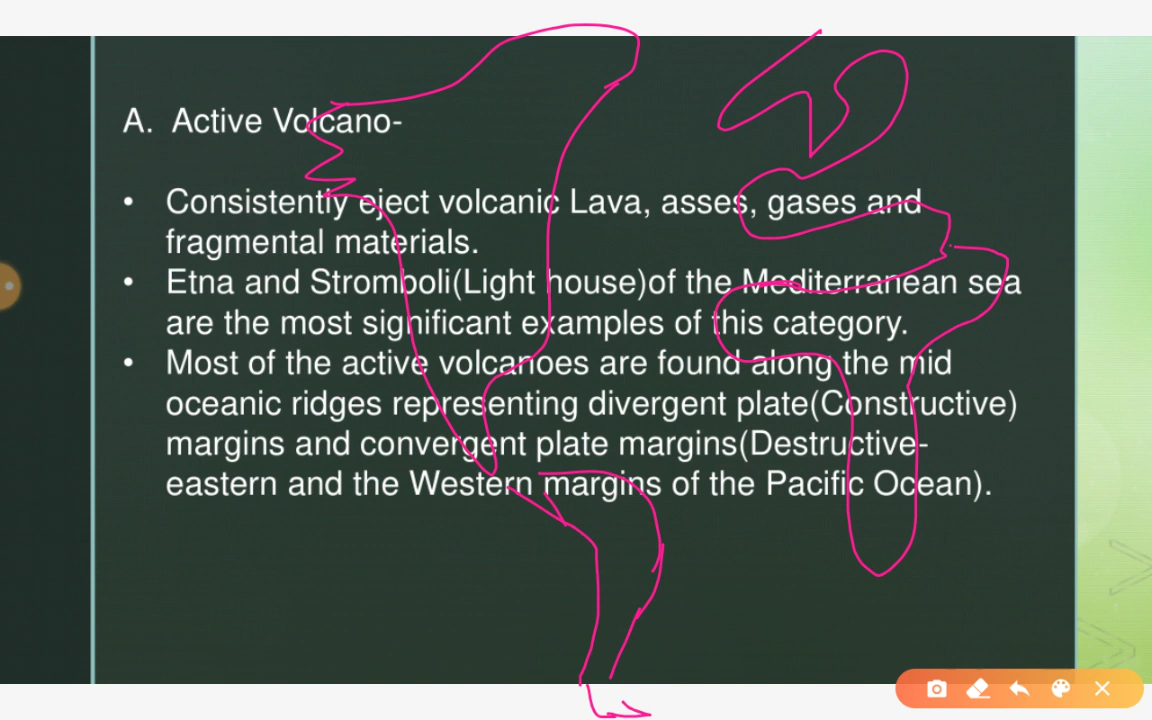 A. Active Volcano-
• Consistently eject volcanic Lava, asses, gases and
fragmental materials.
• Etna and Stromboli(Light house)of the Mediterranean sea
are the most significant examples of this category.
• Most of the active volcanoes are found along the mid
oceanic ridges representing divergent plate(Constructive)
margins and convergent plate margins(Destructive-
eastern and the Western margins of the Pacific Ocean).